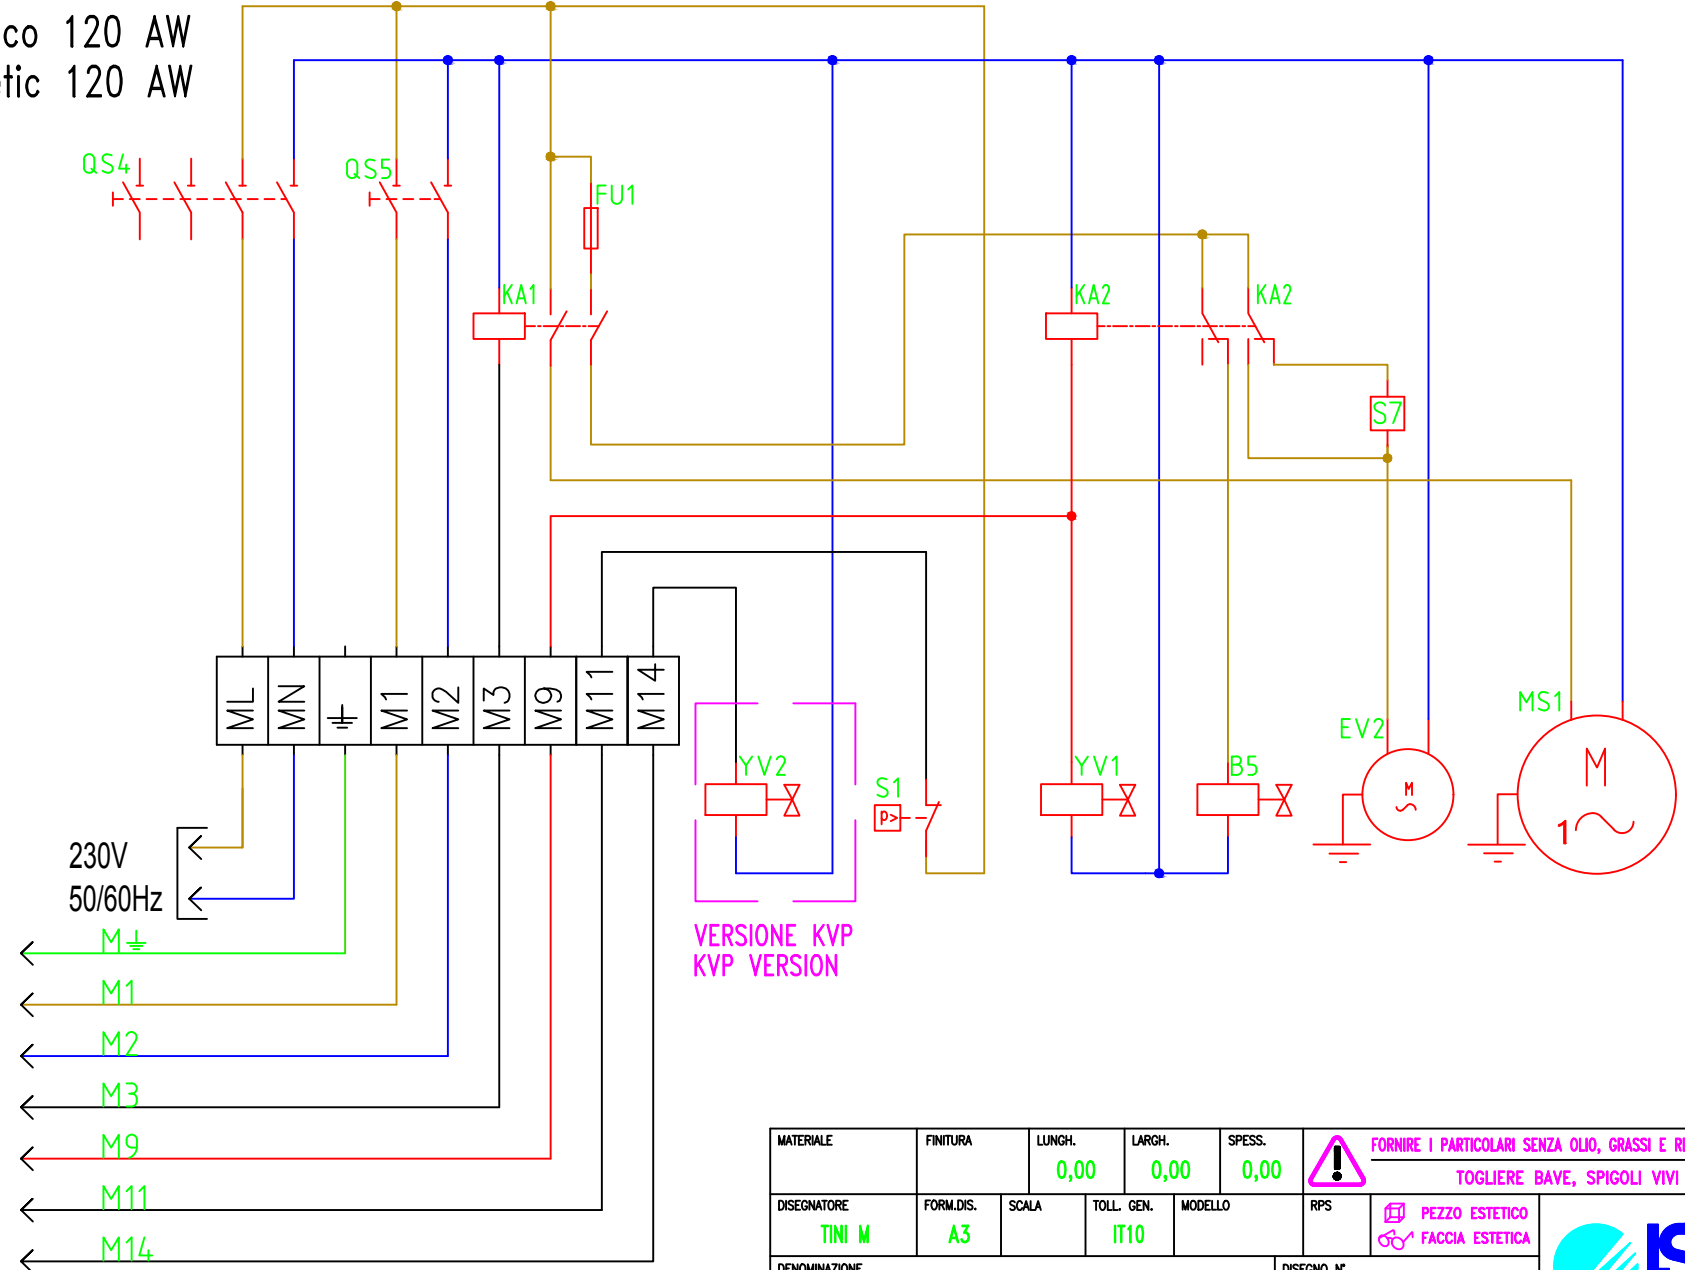 co 120 AW
tic 120 AW
QS4
QS5
FU1
KA1
KA2
KA2
S7
ML
MN
M1
M2
M3
M9
M11
M14
MS1
EV2
M
M
1
YV2
S1
P>
YV1
B5
230V
50/60Hz
M
M1
M2
M3
M9
M11
M14
VERSIONE KVP
KVP VERSION
MATERIALE
FINITURA
LUNGH.
0,00
LARGH.
0,00
SPESS.
0,00
FORNIRE I PARTICOLARI SENZA OLIO, GRASSI E
TOGLIERE BAVE, SPIGOLI VIVI
DISEGNATORE
TINI M
FORM.DIS.
A3
SCALA
TOLL. GEN.
IT10
MODELLO
RPS
PEZZO ESTETICO
FACCIA ESTETICA
DENOMINAZIONE
DISEGNO N°